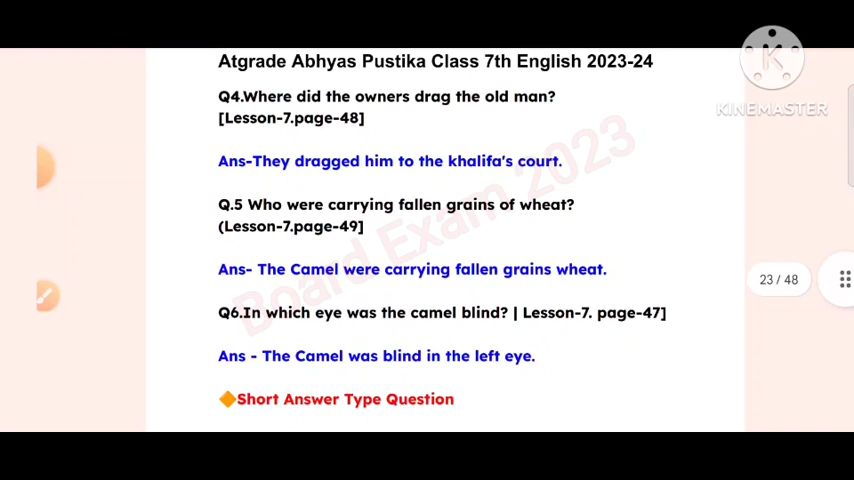 KINEMASTER
Atgrade Abhyas Pustika Class 7th English 2023-24
Q4.Where did the owners drag the old man?
[Lesson-7.page-48]
Ans-They dragged him to the khalifa's court.
Q.5 Who were carrying fallen grains of wheat?
(Lesson-7.page-49]
Ans- The Camel were carrying fallen grains wheat.
23 / 48
Q6.In which eye was the camel blind? | Lesson-7. page-47]
Ans - The Camel was blind in the left eye.
🔶Short Answer Type Question
Board Exam 2023